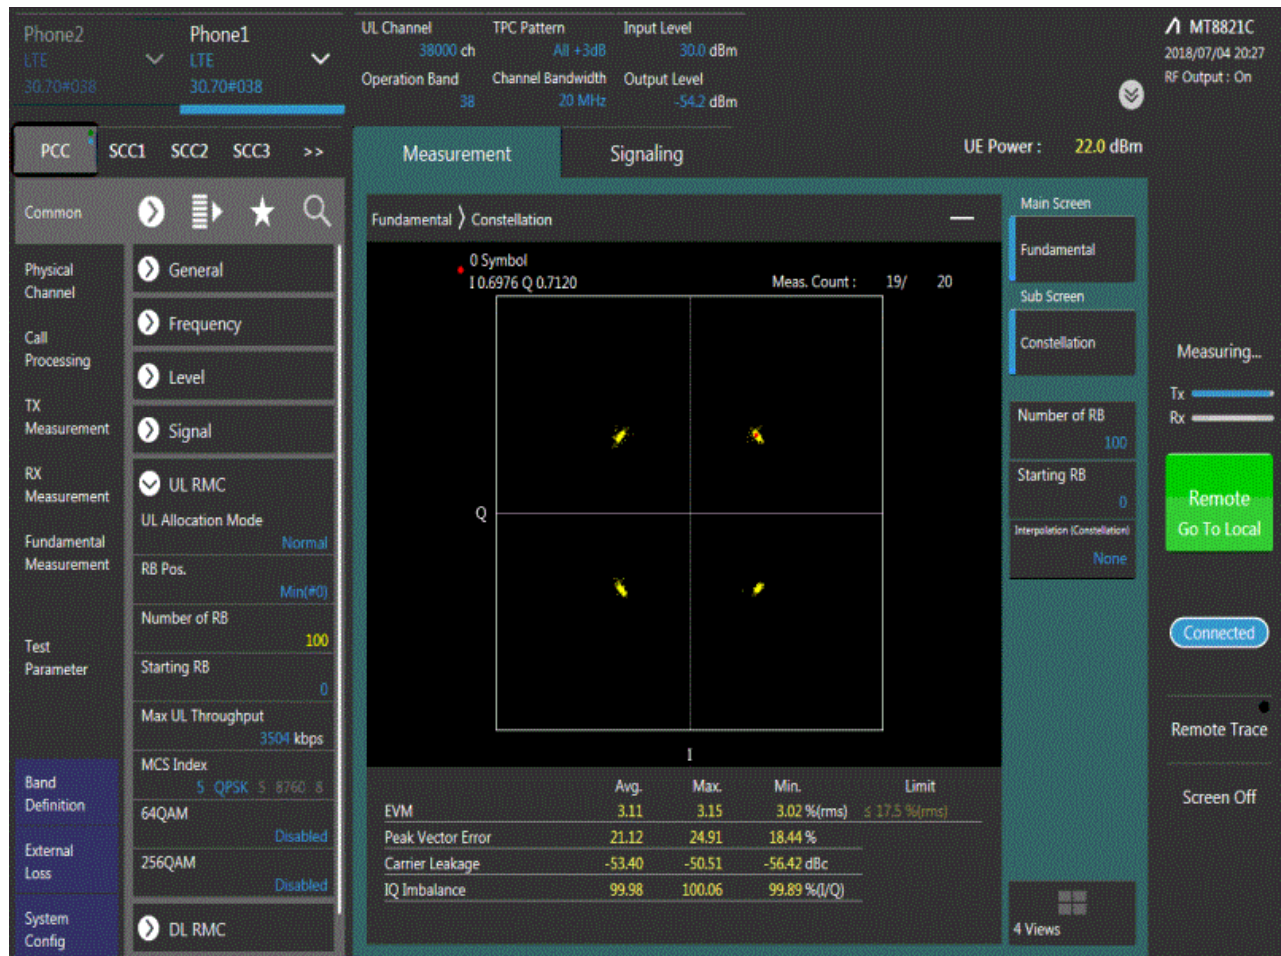 Phone2
LTE
30.70#038
Phone1
LTE
30.70#038
UL Channel
38000 ch
TPC Pattern
All +3dB
Input Level
30.0 dBm
Operation Band
38
Channel Bandwidth
20 MHz
Output Level
-54.2 dBm
MT8821C
2018/07/04 20:27
RF Output : On
PCC SCC1 SCC2 SCC3 >>
Measurement
Signaling
UE Power : 22.0 dBm
Common
Physical
Channel
Call
Processing
TX
Measurement
RX
Measurement
Fundamental
Measurement
Test
Parameter
Band
Definition
External
Loss
System
Config
General
Frequency
Level
Signal
UL RMC
UL Allocation Mode
Normal
RB Pos.
Min(#0)
Number of RB
100
Starting RB
0
Max UL Throughput
3504 kbps
MCS Index
5 QPSK 5 8760 8
64QAM
Disabled
256QAM
Disabled
DL RMC
Fundamental 〉 Constellation
0 Symbol
I 0.6976 Q 0.7120
Meas. Count : 19/ 20
Q
I
Avg. Max. Min. Limit
EVM 3.11 3.15 3.02 %(rms) ≤ 17.5 %(rms)
Peak Vector Error 21.12 24.91 18.44 %
Carrier Leakage -53.40 -50.51 -56.42 dBc
IQ Imbalance 99.98 100.06 99.89 %(I/Q)
Main Screen
Fundamental
Sub Screen
Constellation
Number of RB
100
Starting RB
0
Interpolation (Constellation)
None
4 Views
Measuring...
Tx
Rx
Remote
Go To Local
Connected
Remote Trace
Screen Off